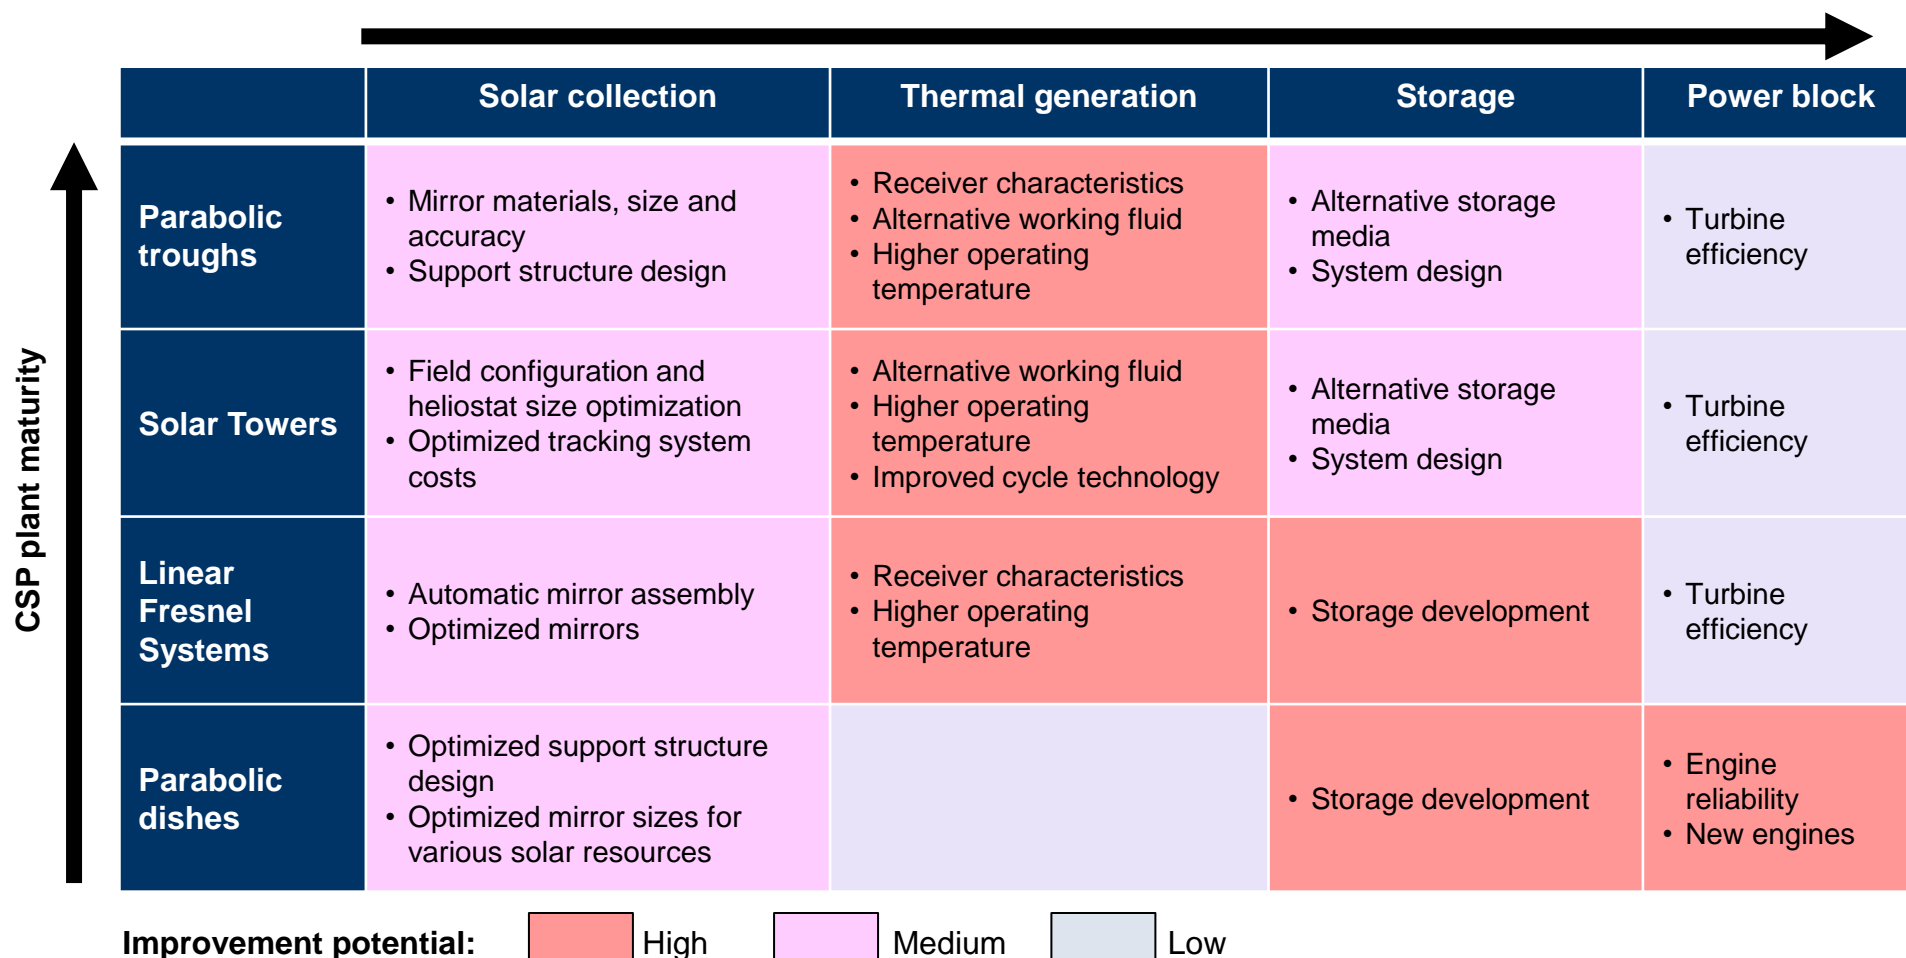 Solar collection
Thermal generation
Storage
Power block
CSP plant maturity
Parabolic
troughs
• Mirror materials, size and
accuracy
• Support structure design
• Receiver characteristics
• Alternative working fluid
• Higher operating
temperature
• Alternative storage
media
• System design
• Turbine
efficiency
Solar Towers
• Field configuration and
heliostat size optimization
• Optimized tracking system
costs
• Alternative working fluid
• Higher operating
temperature
• Improved cycle technology
• Alternative storage
media
• System design
• Turbine
efficiency
Linear
Fresnel
Systems
• Automatic mirror assembly
• Optimized mirrors
• Receiver characteristics
• Higher operating
temperature
• Storage development
• Turbine
efficiency
Parabolic
dishes
• Optimized support structure
design
• Optimized mirror sizes for
various solar resources
• Storage development
• Engine
reliability
• New engines
Improvement potential:
High
Medium
Low